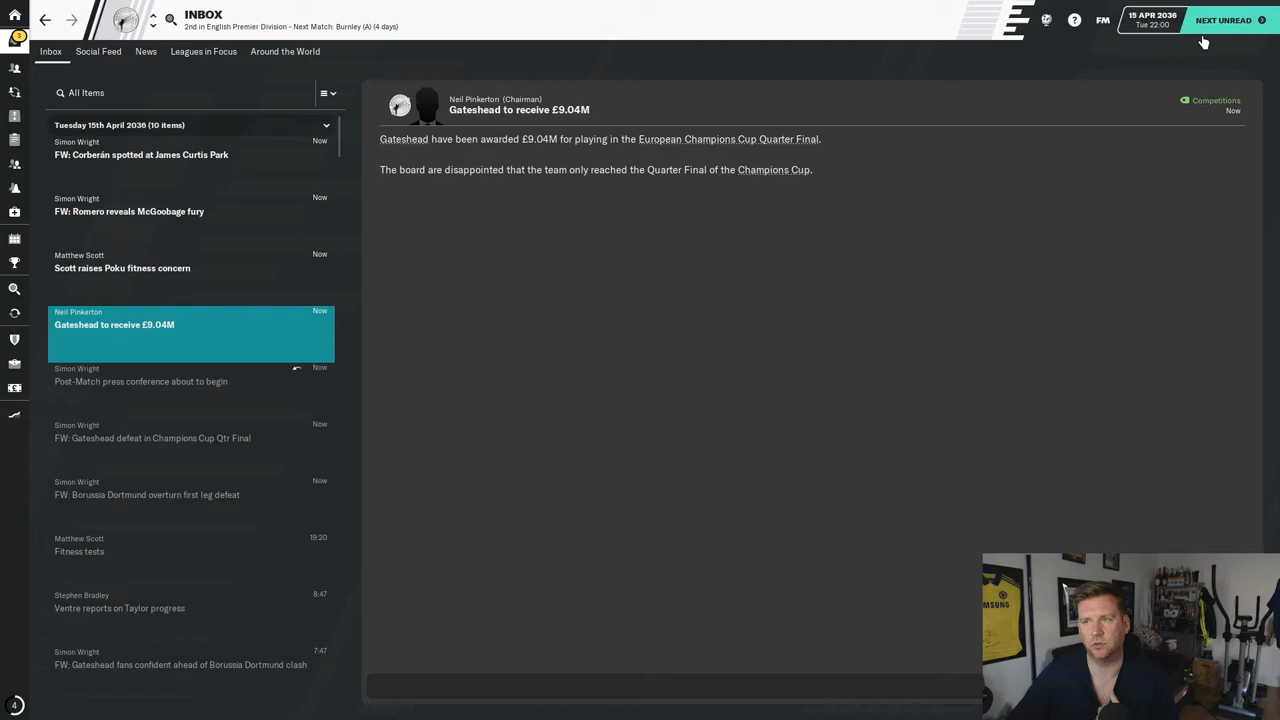 INBOX
2nd in English Premier Division - Next Match: Burnley (A) (4 days)
FM
15 APR 2036
Tue 22:00
NEXT UNREAD
3
Inbox
Social Feed
News
Leagues in Focus
Around the World
All Items
Tuesday 15th April 2036 (10 items)
Simon Wright
Now
FW: Corberán spotted at James Curtis Park
Simon Wright
Now
FW: Romero reveals McGoobage fury
Matthew Scott
Now
Scott raises Poku fitness concern
Neil Pinkerton
Now
Gateshead to receive £9.04M
Simon Wright
Now
Post-Match press conference about to begin
Simon Wright
Now
FW: Gateshead defeat in Champions Cup Qtr Final
Simon Wright
Now
FW: Borussia Dortmund overturn first leg defeat
Matthew Scott
19:20
Fitness tests
Stephen Bradley
8:47
Ventre reports on Taylor progress
Simon Wright
7:47
FW: Gateshead fans confident ahead of Borussia Dortmund clash
4
Neil Pinkerton (Chairman)
Gateshead to receive £9.04M
Competitions
Now
Gateshead have been awarded £9.04M for playing in the European Champions Cup Quarter Final.
The board are disappointed that the team only reached the Quarter Final of the Champions Cup.
SAMSUNG